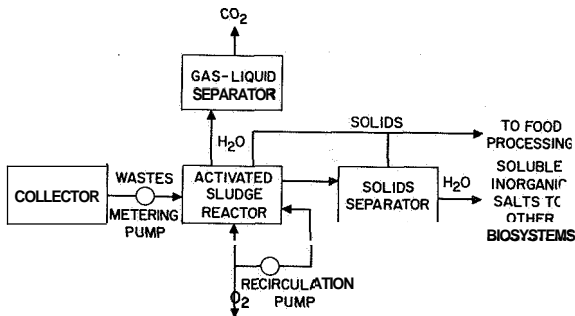 CO2
GAS-LIQUID
SEPARATOR
H2O
SOLIDS
TO FOOD
PROCESSING
COLLECTOR
WASTES
METERING
PUMP
ACTIVATED
SLUDGE
REACTOR
SOLIDS
SEPARATOR
H2O
SOLUBLE
INORGANIC
SALTS TO
OTHER
BIOSYSTEMS
O2
RECIRCULATION
PUMP